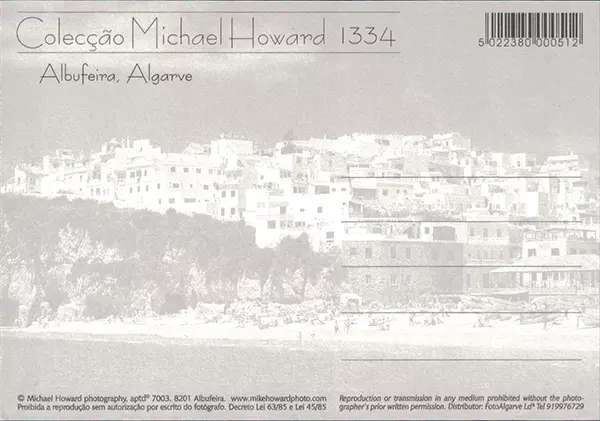 Colecção Michael Howard 1334
5 022380 000512
Albufeira, Algarve
© Michael Howard photography, aptdº 7003, 8201 Albufeira. www.mikehowardphoto.com
Proibida a reprodução sem autorização por escrito do fotógrafo. Decreto Lei 63/85 e Lei 45/85
Reproduction or transmission in any medium prohibited without the photo-
grapher's prior written permission. Distributor: FotoAlgarve Ldª Tel 919976729